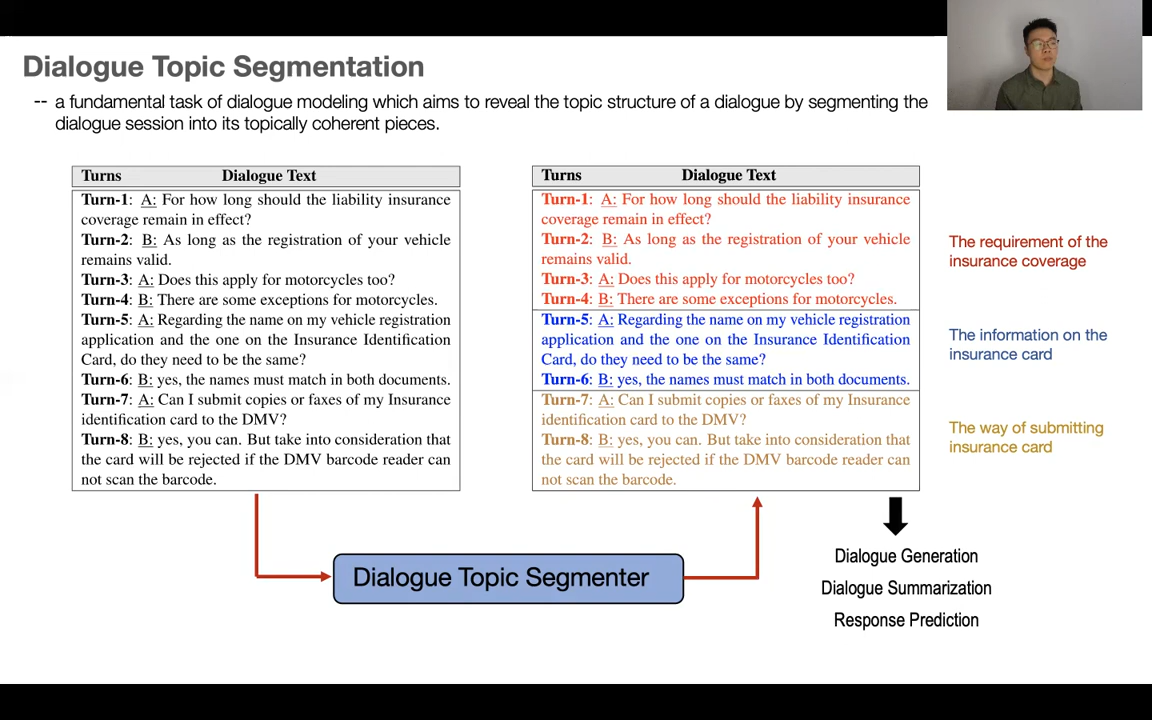 Dialogue Topic Segmentation
-- a fundamental task of dialogue modeling which aims to reveal the topic structure of a dialogue by segmenting the
dialogue session into its topically coherent pieces.
Turns Dialogue Text
Turn-1: A: For how long should the liability insurance
coverage remain in effect?
Turn-2: B: As long as the registration of your vehicle
remains valid.
Turn-3: A: Does this apply for motorcycles too?
Turn-4: B: There are some exceptions for motorcycles.
Turn-5: A: Regarding the name on my vehicle registration
application and the one on the Insurance Identification
Card, do they need to be the same?
Turn-6: B: yes, the names must match in both documents.
Turn-7: A: Can I submit copies or faxes of my Insurance
identification card to the DMV?
Turn-8: B: yes, you can. But take into consideration that
the card will be rejected if the DMV barcode reader can
not scan the barcode.
Turns Dialogue Text
Turn-1: A: For how long should the liability insurance
coverage remain in effect?
Turn-2: B: As long as the registration of your vehicle
remains valid.
Turn-3: A: Does this apply for motorcycles too?
Turn-4: B: There are some exceptions for motorcycles.
Turn-5: A: Regarding the name on my vehicle registration
application and the one on the Insurance Identification
Card, do they need to be the same?
Turn-6: B: yes, the names must match in both documents.
Turn-7: A: Can I submit copies or faxes of my Insurance
identification card to the DMV?
Turn-8: B: yes, you can. But take into consideration that
the card will be rejected if the DMV barcode reader can
not scan the barcode.
The requirement of the
insurance coverage
The information on the
insurance card
The way of submitting
insurance card
Dialogue Topic Segmenter
Dialogue Generation
Dialogue Summarization
Response Prediction